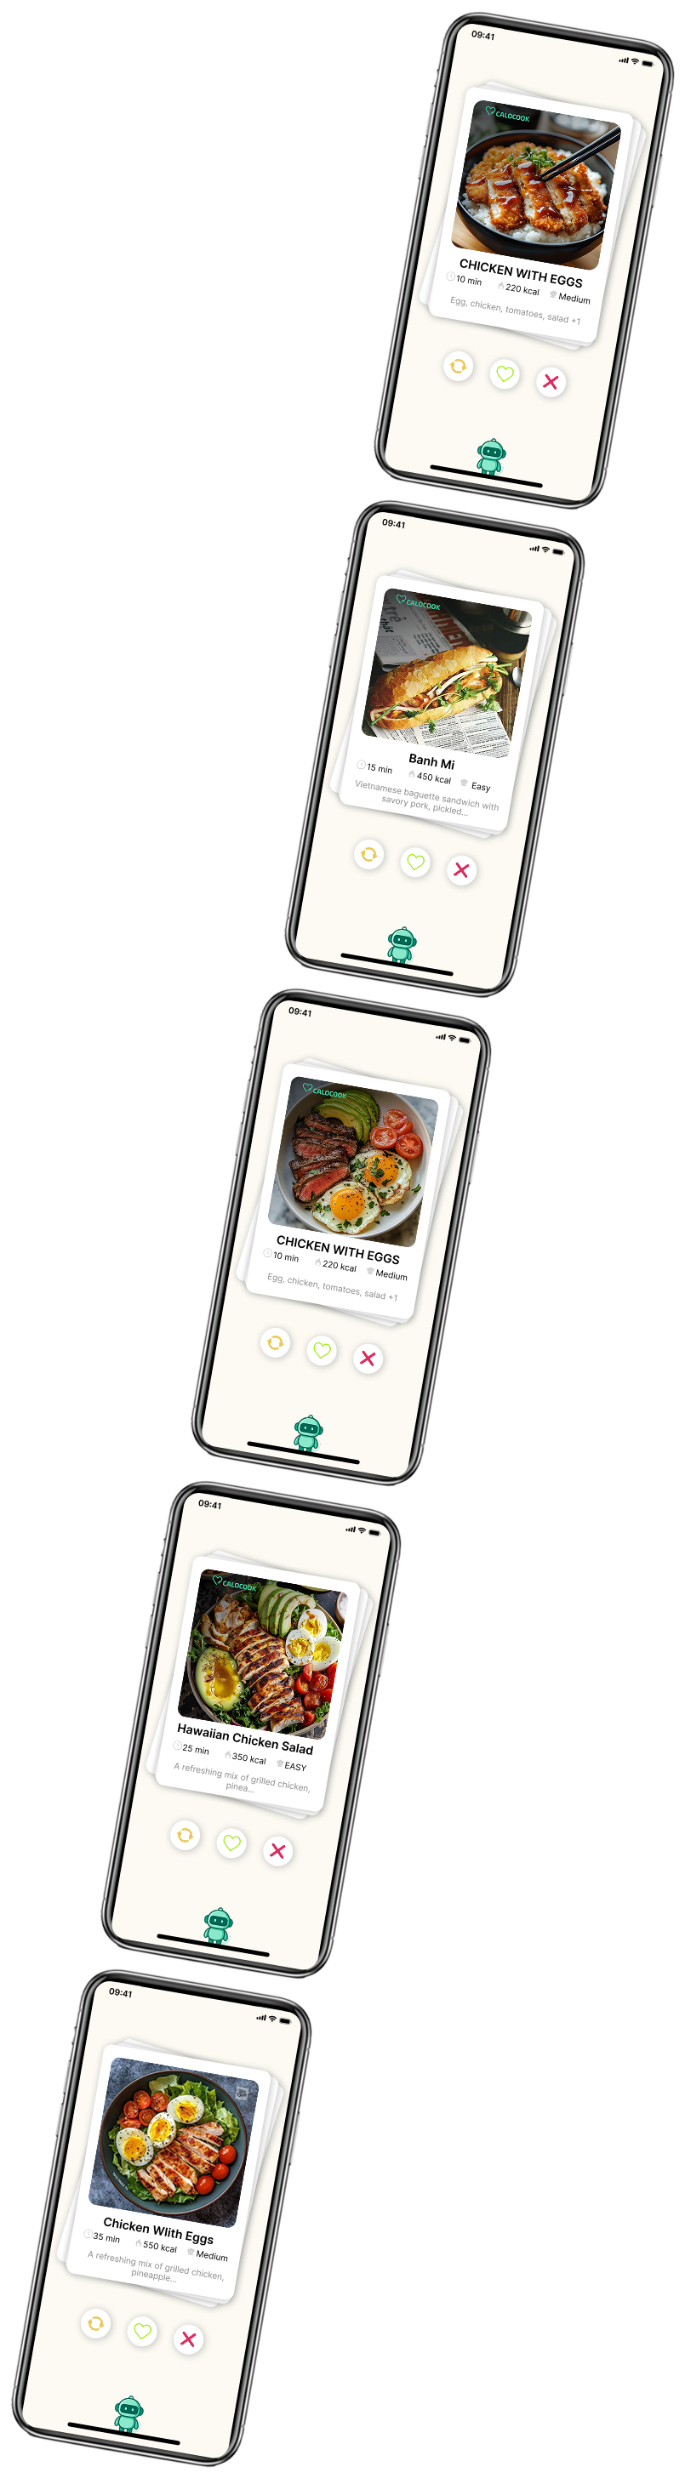 09:41
CALOCOOK
CHICKEN WITH EGGS
10 min 220 kcal Medium
Egg, chicken, tomatoes, salad +1
09:41
CALOCOOK
Banh Mi
15 min 450 kcal Easy
Vietnamese baguette sandwich with
savory pork, pickled...
09:41
CALOCOOK
CHICKEN WITH EGGS
10 min 220 kcal Medium
Egg, chicken, tomatoes, salad +1
09:41
CALOCOOK
Hawaiian Chicken Salad
25 min 350 kcal EASY
A refreshing mix of grilled chicken,
pinea...
09:41
Chicken WIith Eggs
35 min 550 kcal Medium
A refreshing mix of grilled chicken,
pineapple...